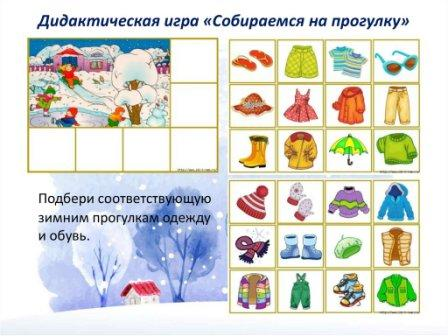 Дидактическая игра «Собираемся на прогулку»
Подбери соответствующую
зимним прогулкам одежду
и обувь.